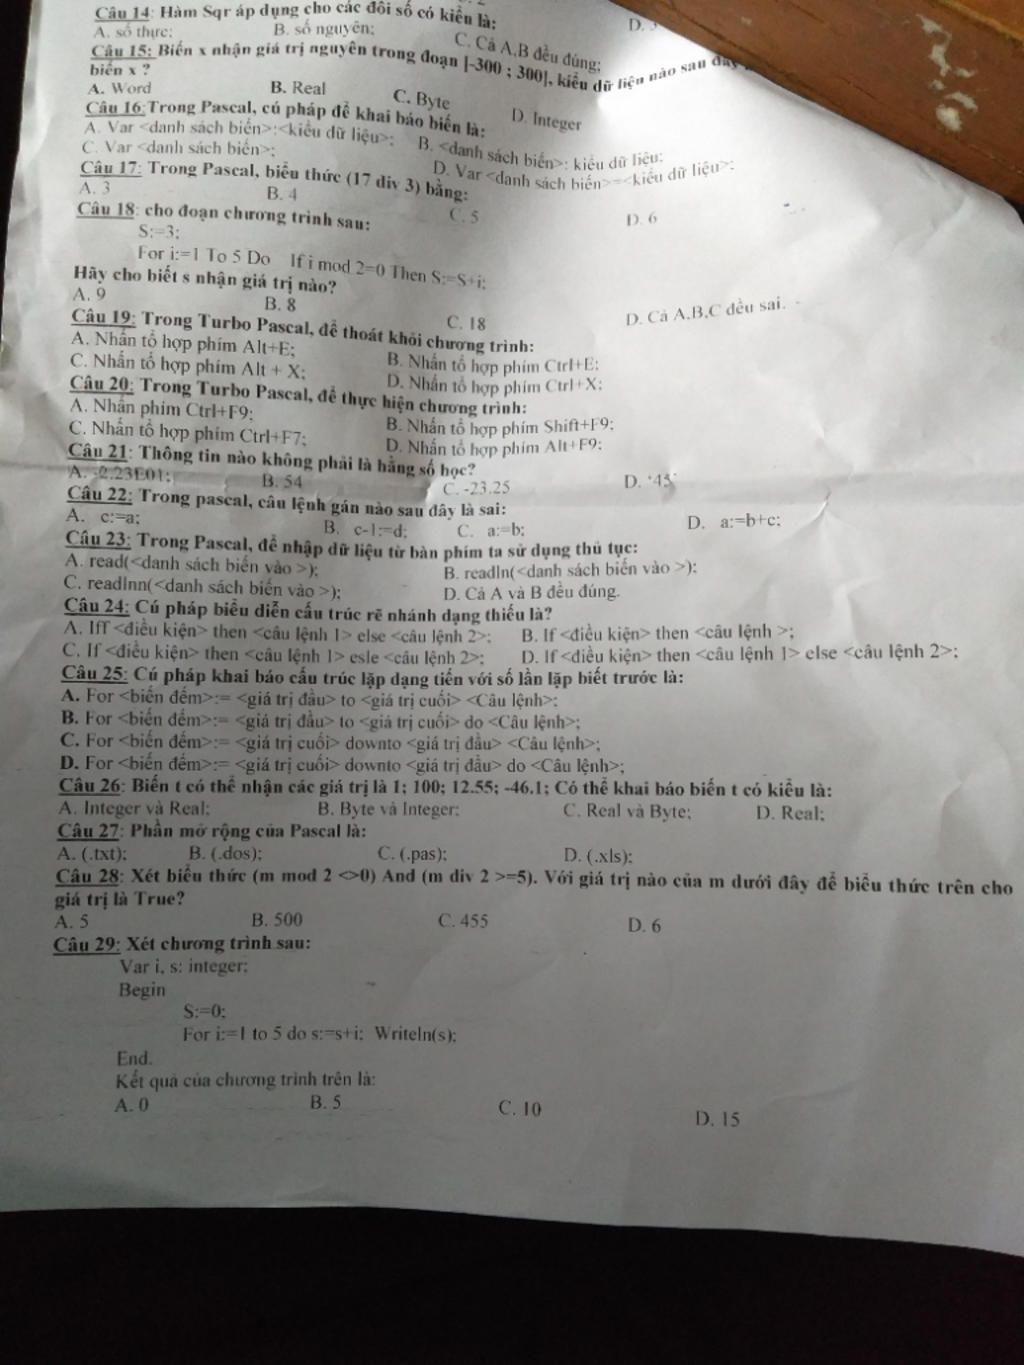 Câu 14: Hàm Sqr áp dụng cho các đối số có kiểu là:
A. số thực; B. số nguyên; C. Cả A,B đều đúng; D.
Câu 15: Biến x nhận giá trị nguyên trong đoạn [-300 ; 300], kiểu dữ liệu nào sau đây
biến x ?
A. Word B. Real C. Byte D. Integer
Câu 16: Trong Pascal, cú pháp để khai báo biến là:
A. Var <danh sách biến>:<kiểu dữ liệu>; B. <danh sách biến>: kiểu dữ liệu;
C. Var <danh sách biến>; D. Var <danh sách biến>=<kiểu dữ liệu>;
Câu 17: Trong Pascal, biểu thức (17 div 3) bằng:
A. 3 B. 4 C. 5 D. 6
Câu 18: cho đoạn chương trình sau:
S:=3;
For i:=1 To 5 Do If i mod 2=0 Then S:=S+i;
Hãy cho biết s nhận giá trị nào?
A. 9 B. 8 C. 18 D. Cả A,B,C đều sai.
Câu 19: Trong Turbo Pascal, để thoát khỏi chương trình:
A. Nhấn tổ hợp phím Alt+E; B. Nhấn tổ hợp phím Ctrl+E;
C. Nhấn tổ hợp phím Alt + X; D. Nhấn tổ hợp phím Ctrl+X;
Câu 20: Trong Turbo Pascal, để thực hiện chương trình:
A. Nhấn phím Ctrl+F9; B. Nhấn tổ hợp phím Shift+F9;
C. Nhấn tổ hợp phím Ctrl+F7; D. Nhấn tổ hợp phím Alt+F9;
Câu 21: Thông tin nào không phải là hằng số học?
A. -2.23E01; B. 54 C. -23.25 D. '45'
Câu 22: Trong pascal, câu lệnh gán nào sau đây là sai:
A. c:=a; B. c-1:=d; C. a:=b; D. a:=b+c;
Câu 23: Trong Pascal, để nhập dữ liệu từ bàn phím ta sử dụng thủ tục:
A. read(<danh sách biến vào >); B. readln(<danh sách biến vào >);
C. readlnn(<danh sách biến vào >); D. Cả A và B đều đúng.
Câu 24: Cú pháp biểu diễn cấu trúc rẽ nhánh dạng thiếu là?
A. Iff <điều kiện> then <câu lệnh 1> else <câu lệnh 2>; B. If <điều kiện> then <câu lệnh >;
C. If <điều kiện> then <câu lệnh 1> esle <câu lệnh 2>; D. If <điều kiện> then <câu lệnh 1> else <câu lệnh 2>;
Câu 25: Cú pháp khai báo cấu trúc lặp dạng tiến với số lần lặp biết trước là:
A. For <biến đếm>:= <giá trị đầu> to <giá trị cuối> <Câu lệnh>;
B. For <biến đếm>:= <giá trị đầu> to <giá trị cuối> do <Câu lệnh>;
C. For <biến đếm>:= <giá trị cuối> downto <giá trị đầu> <Câu lệnh>;
D. For <biến đếm>:= <giá trị cuối> downto <giá trị đầu> do <Câu lệnh>;
Câu 26: Biến t có thể nhận các giá trị là 1; 100; 12.55; -46.1; Có thể khai báo biến t có kiểu là:
A. Integer và Real; B. Byte và Integer; C. Real và Byte; D. Real;
Câu 27: Phần mở rộng của Pascal là:
A. (.txt); B. (.dos); C. (.pas); D. (.xls);
Câu 28: Xét biểu thức (m mod 2 <>0) And (m div 2 >=5). Với giá trị nào của m dưới đây để biểu thức trên cho
giá trị là True?
A. 5 B. 500 C. 455 D. 6
Câu 29: Xét chương trình sau:
Var i, s: integer;
Begin
S:=0;
For i:=1 to 5 do s:=s+i; Writeln(s);
End.
Kết quả của chương trình trên là:
A. 0 B. 5 C. 10 D. 15